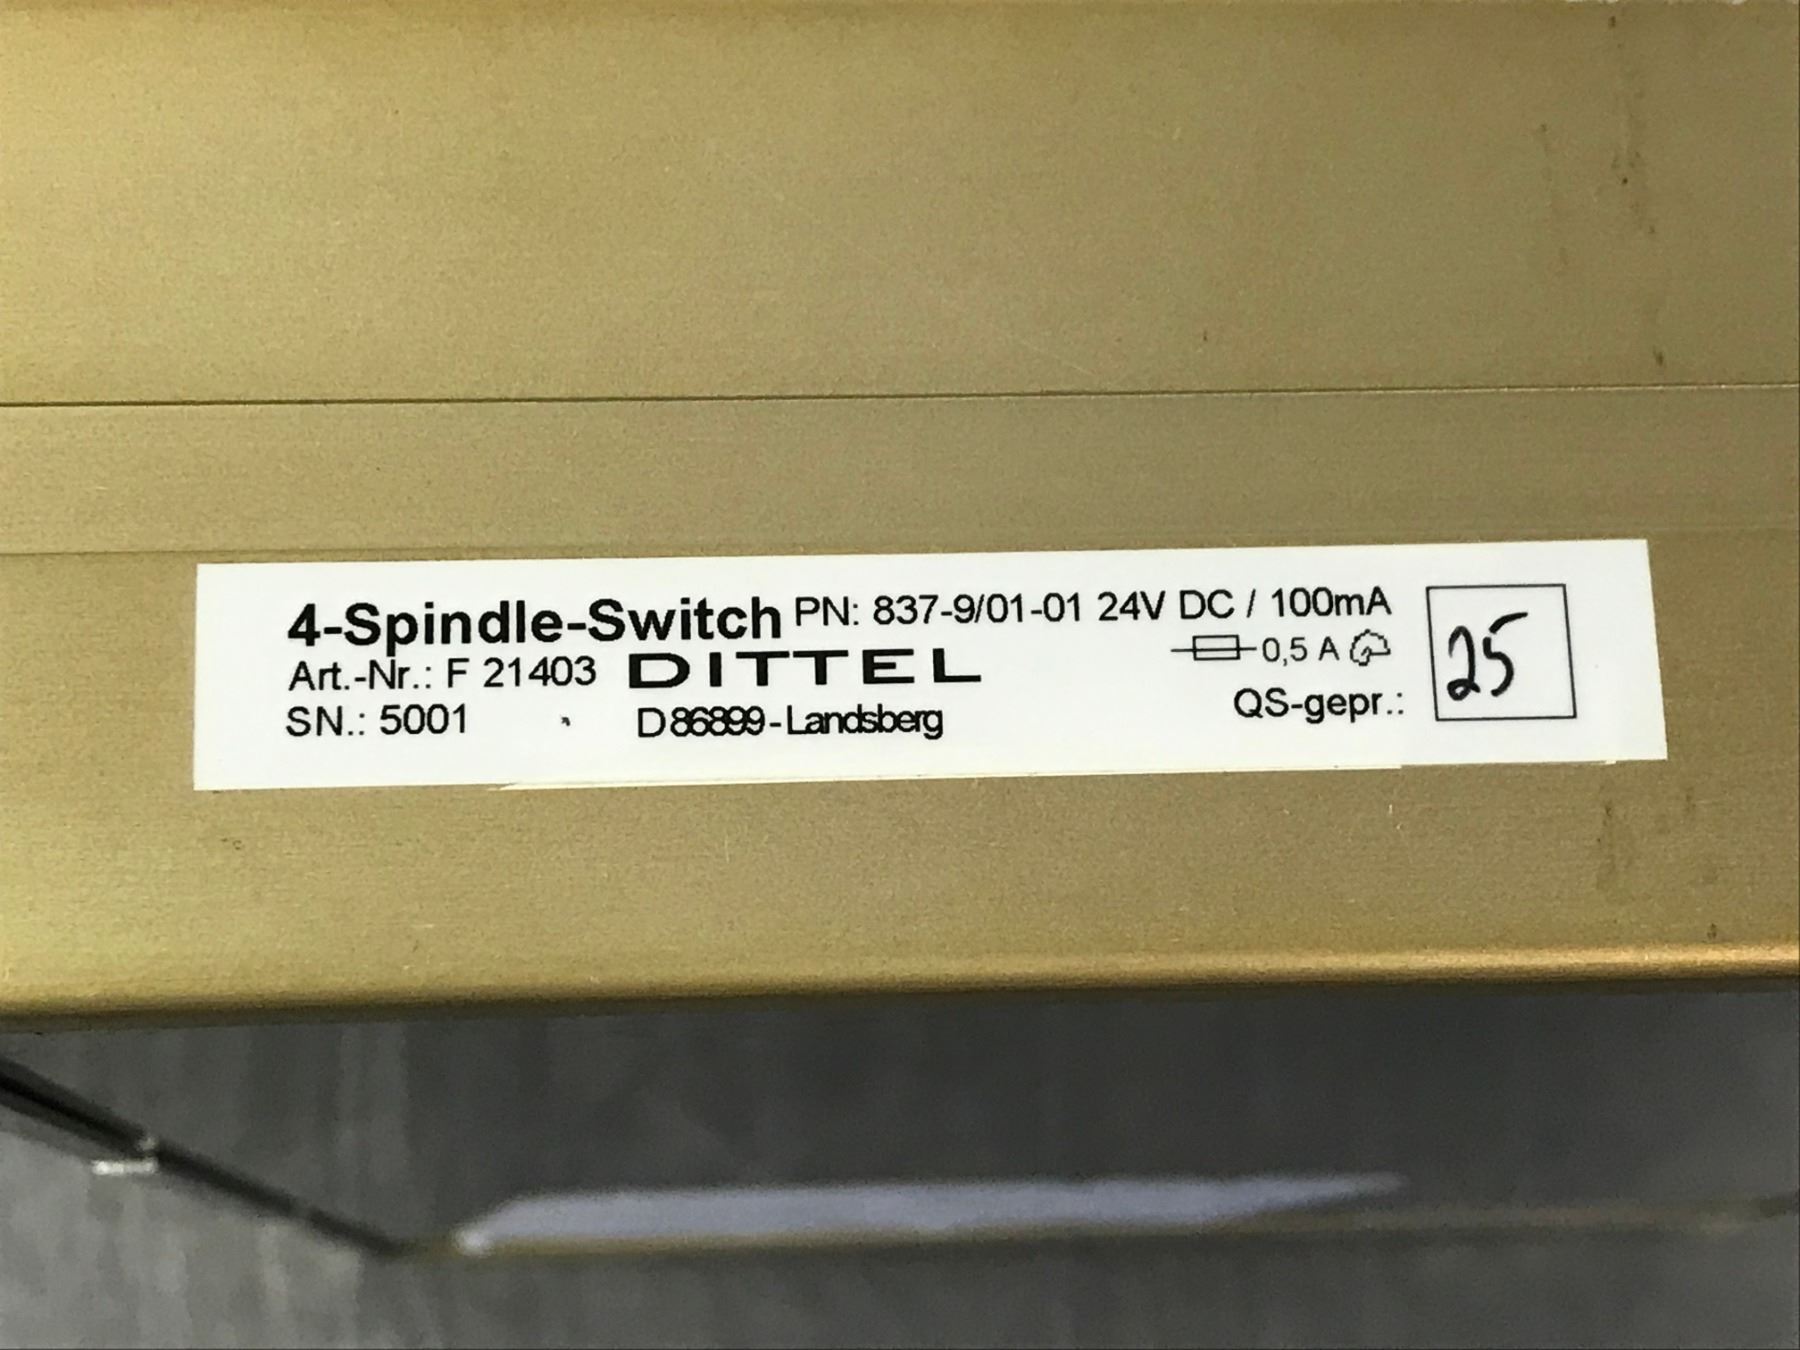 4-Spindle-Switch PN: 837-9/01-01 24V DC / 100mA
Art.-Nr.: F 21403 DITTEL 0,5 A
SN.: 5001 D 86899 - Landsberg QS-gepr.: 25